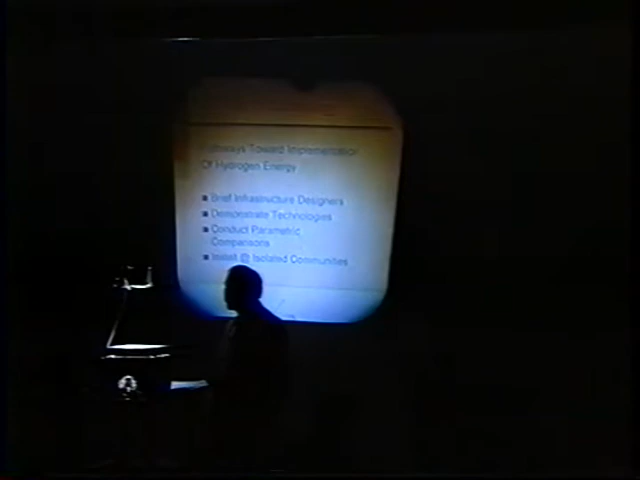 Pathways Toward Implementation
Of Hydrogen Energy
■ Brief Infrastructure Designers
■ Demonstrate Technologies
■ Conduct Parametric
Comparisons
■ Install @ Isolated Communities